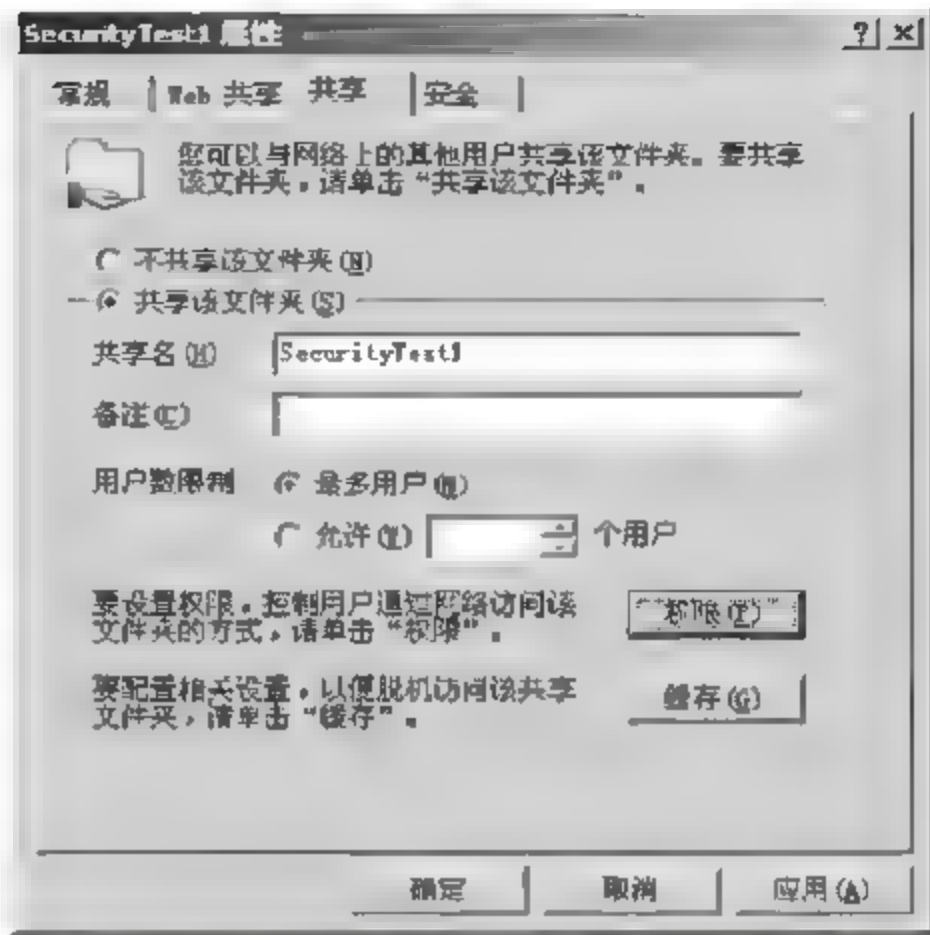 SecurityTest1 属性
常规 Web 共享 共享 安全
您可以与网络上的其他用户共享该文件夹。要共享
该文件夹，请单击“共享该文件夹”。
不共享该文件夹(N)
共享该文件夹(S)
共享名(H) SecurityTest1
备注(C)
用户数限制 最多用户(M)
允许(W) 个用户
要设置权限，控制用户通过网络访问该
文件夹的方式，请单击“权限”。
权限(P)
要配置相关设置，以便脱机访问该共享
文件夹，请单击“缓存”。
缓存(G)
确定 取消 应用(A)